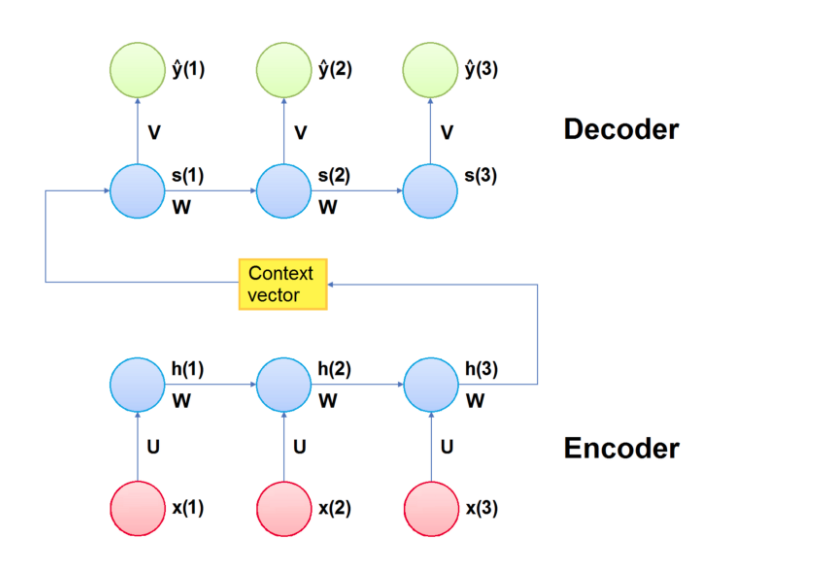 ŷ(1) ŷ(2) ŷ(3)
V V V
Decoder
s(1) s(2) s(3)
W W
Context
vector
h(1) h(2) h(3)
W W W
U U U
Encoder
x(1) x(2) x(3)